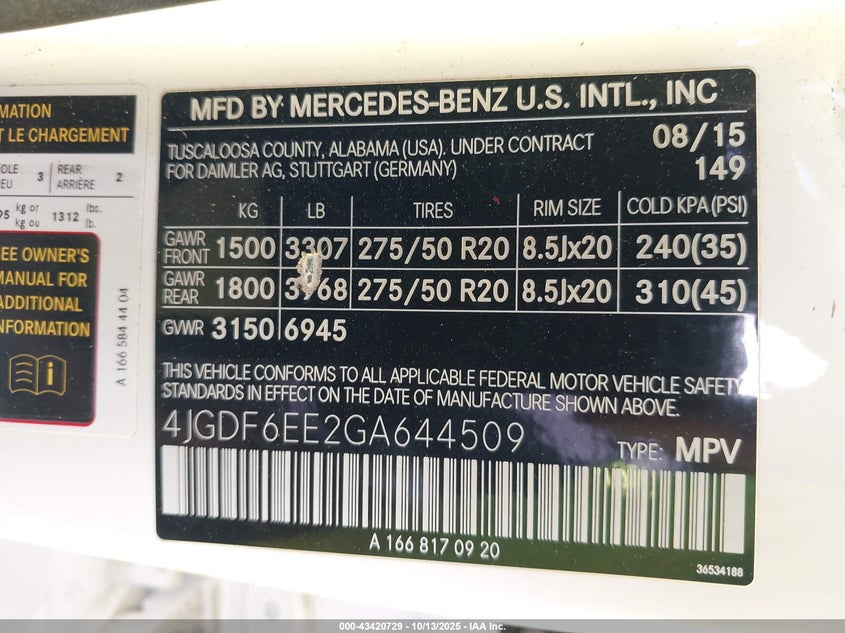 MATION
T LE CHARGEMENT
DLE
EU 3 REAR
ARRIÈRE 2
95 kg or
kg ou 1312 lbs.
lb.
SEE OWNER'S
MANUAL FOR
ADDITIONAL
INFORMATION
A 166 584 44 04
MFD BY MERCEDES-BENZ U.S. INTL., INC
TUSCALOOSA COUNTY, ALABAMA (USA). UNDER CONTRACT 08/15
FOR DAIMLER AG, STUTTGART (GERMANY) 149
KG LB TIRES RIM SIZE COLD KPA (PSI)
GAWR FRONT 1500 3307 275/50 R20 8.5Jx20 240(35)
GAWR REAR 1800 275/50 R20 8.5Jx20 310(45)
GVWR 3150 6945
THIS VEHICLE CONFORMS TO ALL APPLICABLE FEDERAL MOTOR VEHICLE SAFETY
STANDARDS IN EFFECT ON THE DATE OF MANUFACTURE SHOWN ABOVE.
4JGDF6EE2GA644509 TYPE: MPV
A 166 817 09 20
36534188
000-43420729 - 10/13/2025 - IAA Inc.